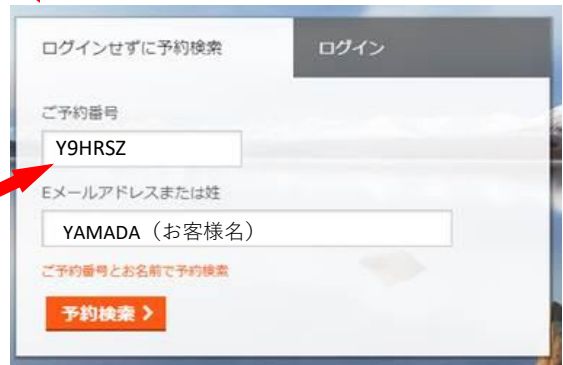 ログインせずに予約検索
ログイン
ご予約番号
Y9HRSZ
Eメールアドレスまたは姓
YAMADA（お客様名）
ご予約番号とお名前で予約検索
予約検索 >